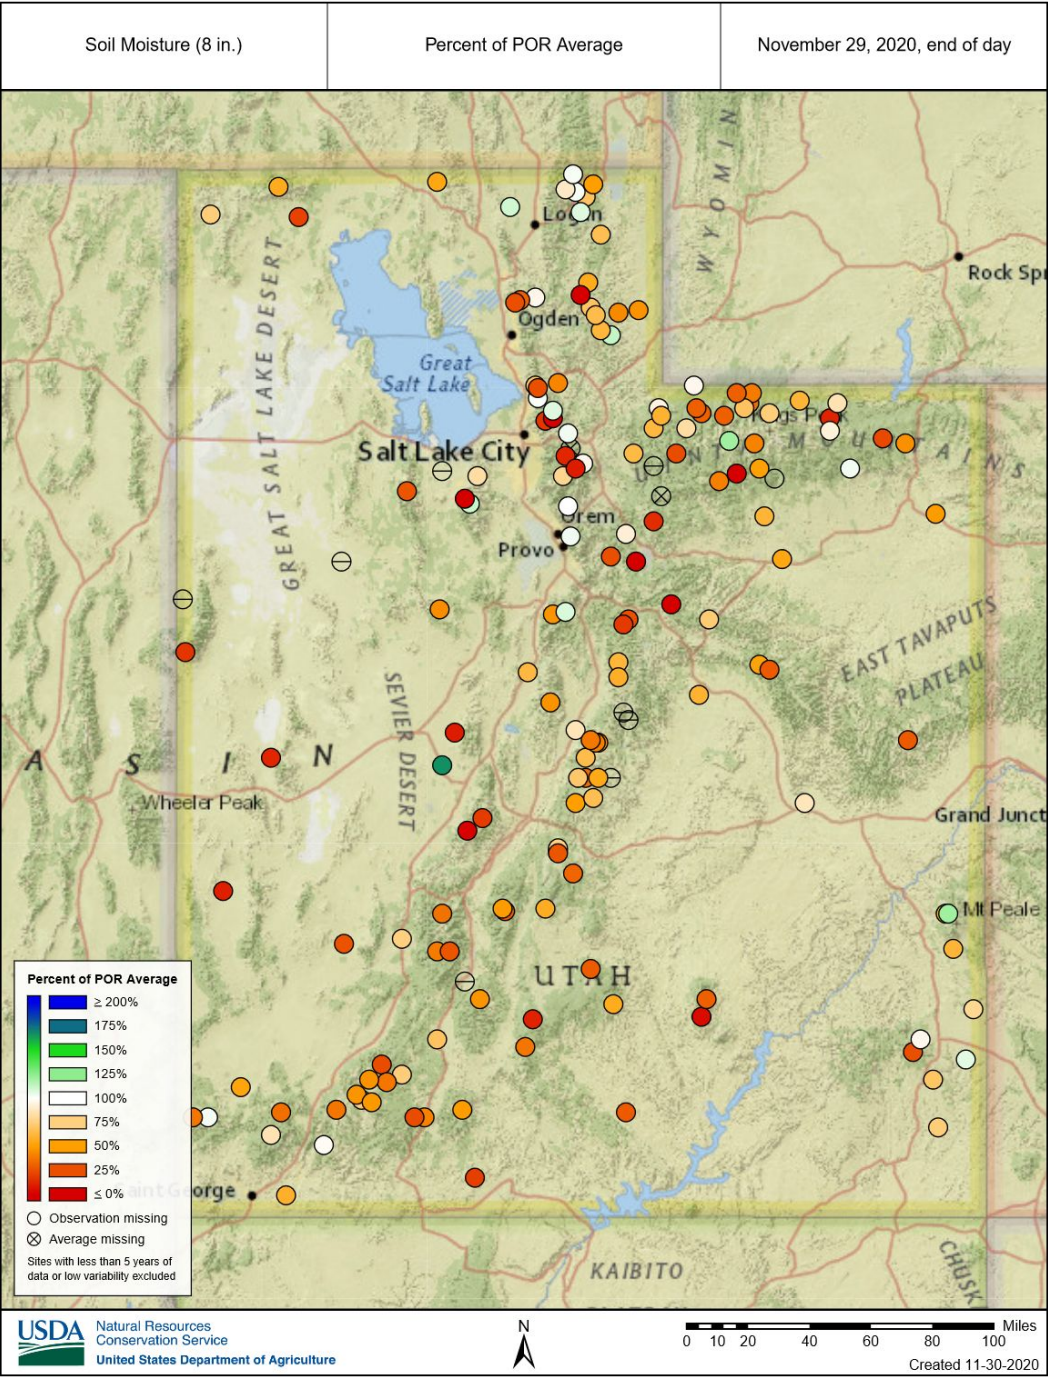 Soil Moisture (8 in.)
Percent of POR Average
November 29, 2020, end of day
WYOMIN
Logan
Rock Spr
GREAT SALT LAKE DESERT
Ogden
Great
Salt Lake
Kings Peak
Salt Lake City
UINTA MOUNTAINS
Orem
Provo
EAST TAVAPUTS
PLATEAU
SEVIER DESERT
ASIN
Wheeler Peak
Grand Junct
Mt Peale
UTAH
Percent of POR Average
≥ 200%
175%
150%
125%
100%
75%
50%
25%
≤ 0%
Observation missing
Average missing
Sites with less than 5 years of
data or low variability excluded
Saint George
KAIBITO
CHUSK
USDA
Natural Resources
Conservation Service
United States Department of Agriculture
N
0 10 20 40 60 80 100 Miles
Created 11-30-2020